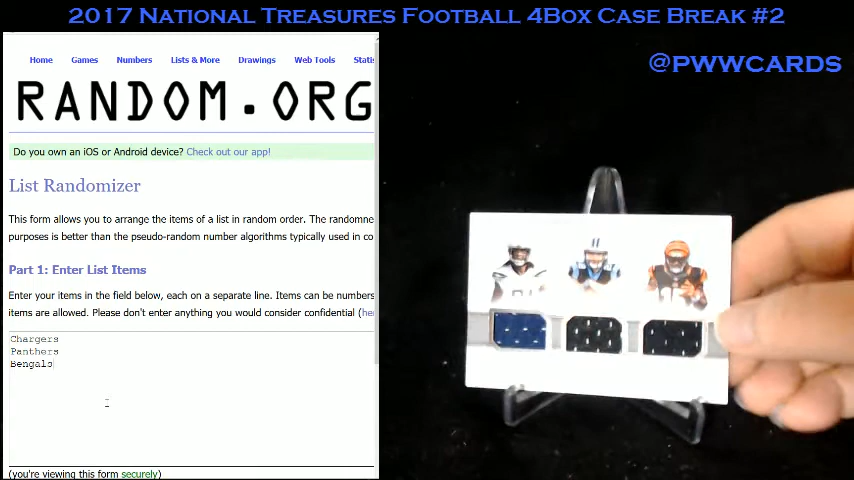 2017 National Treasures Football 4Box Case Break #2
@PWWCARDS
Home Games Numbers Lists & More Drawings Web Tools Statis
RANDOM.ORG
Do you own an iOS or Android device? Check out our app!
List Randomizer
This form allows you to arrange the items of a list in random order. The randomne
purposes is better than the pseudo-random number algorithms typically used in co
Part 1: Enter List Items
Enter your items in the field below, each on a separate line. Items can be numbers
items are allowed. Please don't enter anything you would consider confidential (he
Chargers
Panthers
Bengals
(you're viewing this form securely)